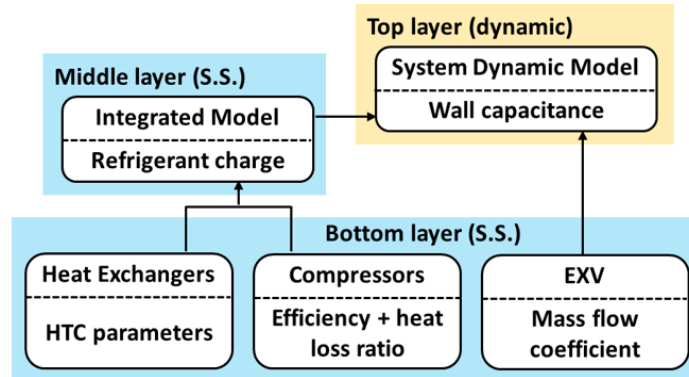 Top layer (dynamic)
System Dynamic Model
Wall capacitance
Middle layer (S.S.)
Integrated Model
Refrigerant charge
Bottom layer (S.S.)
Heat Exchangers
HTC parameters
Compressors
Efficiency + heat
loss ratio
EXV
Mass flow
coefficient